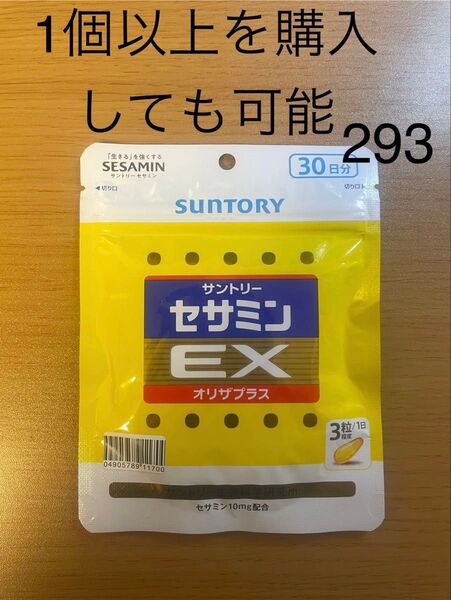 1個以上を購入
しても可能
293
「生きる」を強くする
SESAMIN
サントリー セサミン
30日分
◀切り口
切り口▶
SUNTORY
サントリー
セサミン
EX
オリザプラス
3粒/1日
程度
04905789 11700
セサミン10mg配合